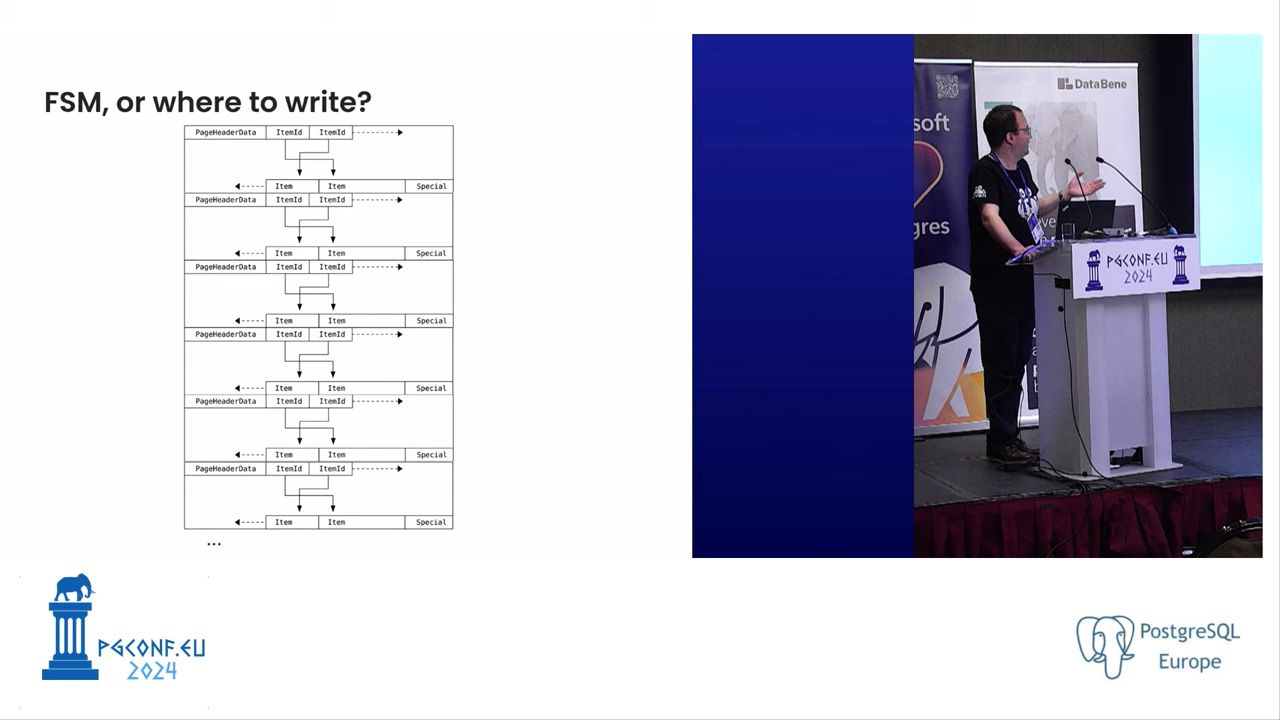 FSM, or where to write?
PageHeaderData ItemId ItemId
Item Item Special
PageHeaderData ItemId ItemId
Item Item Special
PageHeaderData ItemId ItemId
Item Item Special
PageHeaderData ItemId ItemId
Item Item Special
PageHeaderData ItemId ItemId
Item Item Special
PageHeaderData ItemId ItemId
Item Item Special
...
PGCONF.EU
2024
soft
gres
DataBene
PGCONF.EU
2024
PostgreSQL
Europe